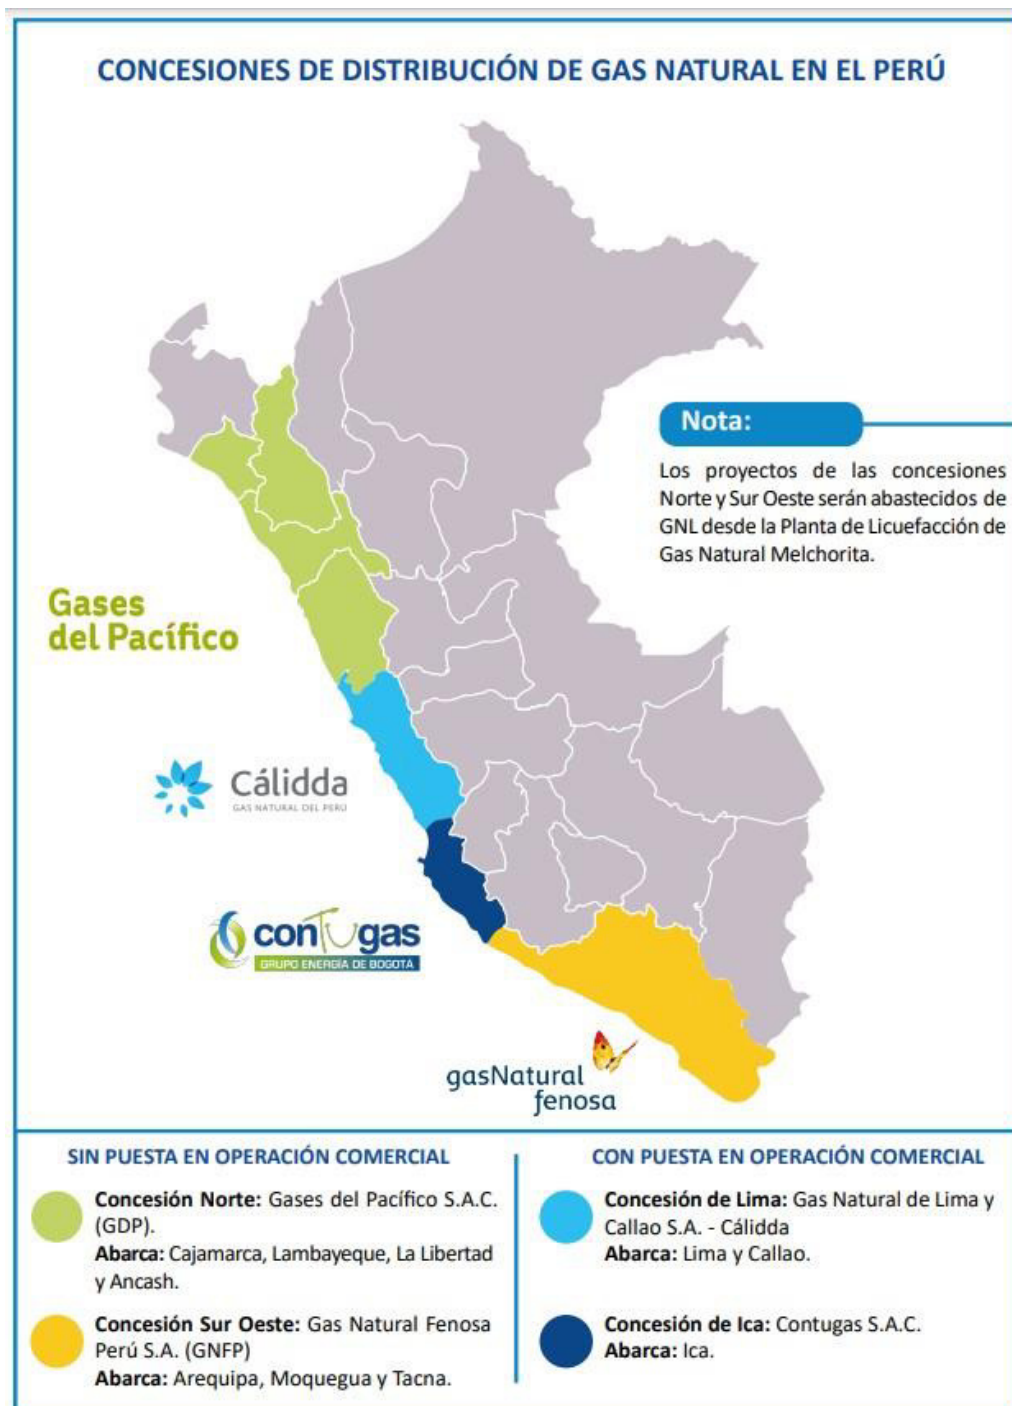 CONCESIONES DE DISTRIBUCIÓN DE GAS NATURAL EN EL PERÚ
Nota:
Los proyectos de las concesiones
Norte y Sur Oeste serán abastecidos de
GNL desde la Planta de Licuefacción de
Gas Natural Melchorita.
Gases
del Pacífico
Cálidda
GAS NATURAL DEL PERÚ
conTugas
GRUPO ENERGÍA DE BOGOTÁ
gasNatural
fenosa
SIN PUESTA EN OPERACIÓN COMERCIAL
Concesión Norte: Gases del Pacífico S.A.C.
(GDP).
Abarca: Cajamarca, Lambayeque, La Libertad
y Ancash.
Concesión Sur Oeste: Gas Natural Fenosa
Perú S.A. (GNFP)
Abarca: Arequipa, Moquegua y Tacna.
CON PUESTA EN OPERACIÓN COMERCIAL
Concesión de Lima: Gas Natural de Lima y
Callao S.A. - Cálidda
Abarca: Lima y Callao.
Concesión de Ica: Contugas S.A.C.
Abarca: Ica.